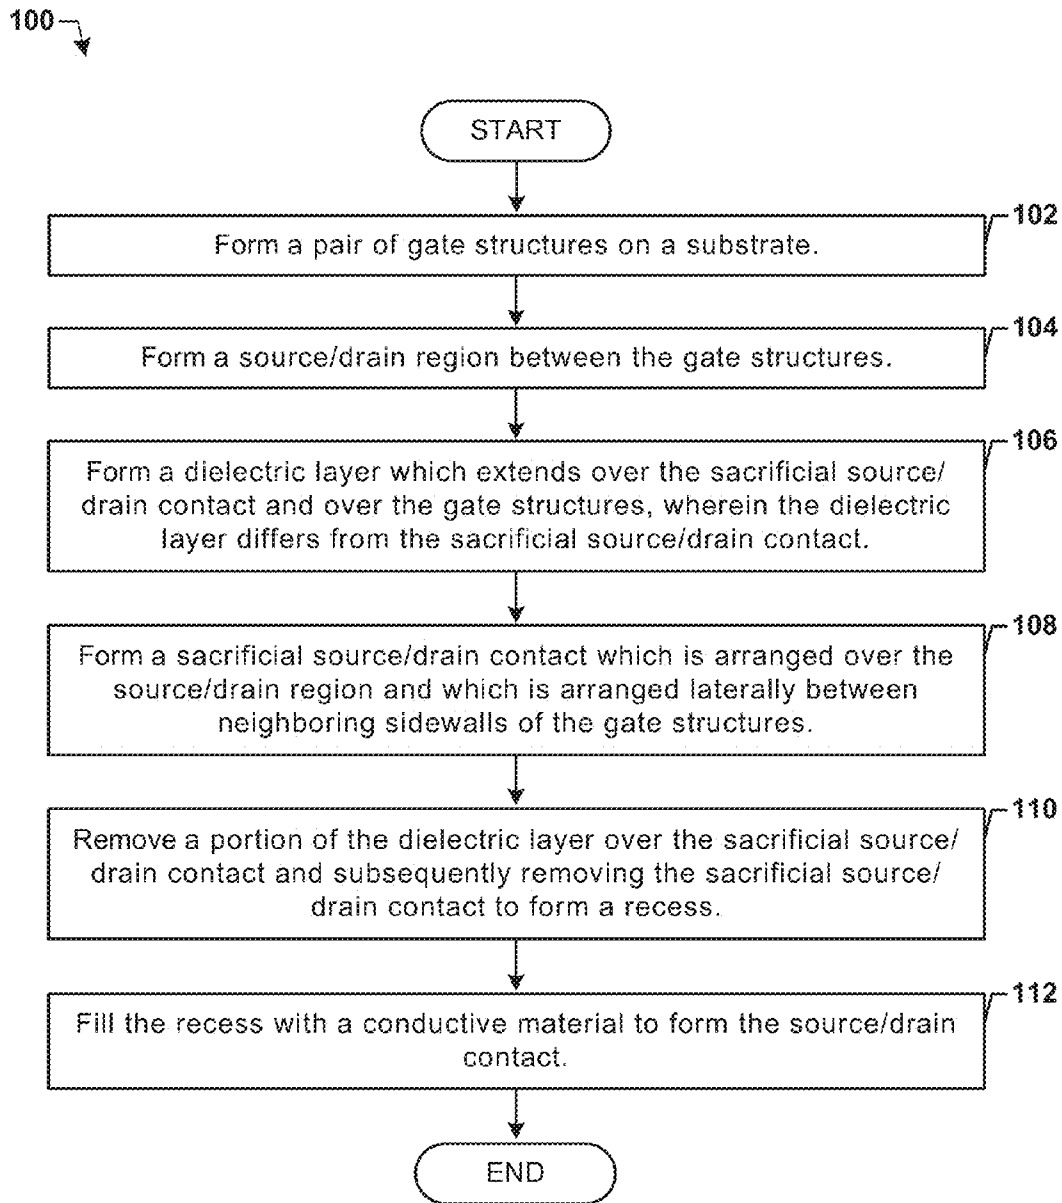 100
START
102
Form a pair of gate structures on a substrate.
104
Form a source/drain region between the gate structures.
106
Form a dielectric layer which extends over the sacrificial source/
drain contact and over the gate structures, wherein the dielectric
layer differs from the sacrificial source/drain contact.
108
Form a sacrificial source/drain contact which is arranged over the
source/drain region and which is arranged laterally between
neighboring sidewalls of the gate structures.
110
Remove a portion of the dielectric layer over the sacrificial source/
drain contact and subsequently removing the sacrificial source/
drain contact to form a recess.
112
Fill the recess with a conductive material to form the source/drain
contact.
END